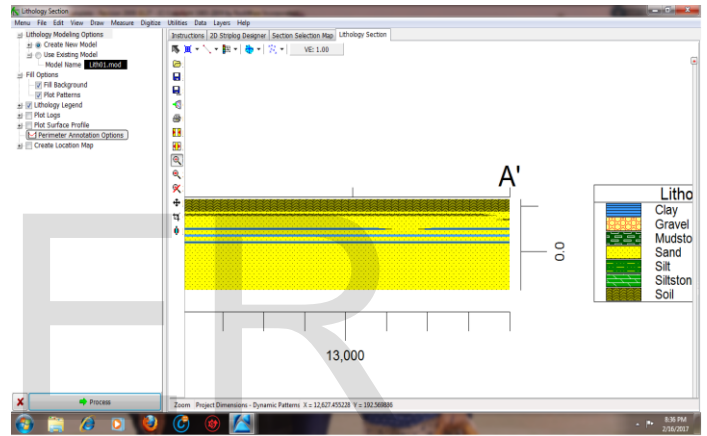 Lithology Section
Menu File Edit View Draw Measure Digitize Utilities Data Layers Help
Lithology Modeling Options
Create New Model
Use Existing Model
Model Name Lith01.mod
Fill Options
Fill Background
Plot Patterns
Lithology Legend
Plot Logs
Plot Surface Profile
Perimeter Annotation Options
Create Location Map
Process
Instructions 2D Striplog Designer Section Selection Map Lithology Section
VE: 1.00
A'
0.0
13,000
Litho
Clay
Gravel
Mudsto
Sand
Silt
Siltston
Soil
Zoom Project Dimensions - Dynamic Patterns X = 12,627.455228 Y = 192.569886
8:36 PM
2/16/2017
FR